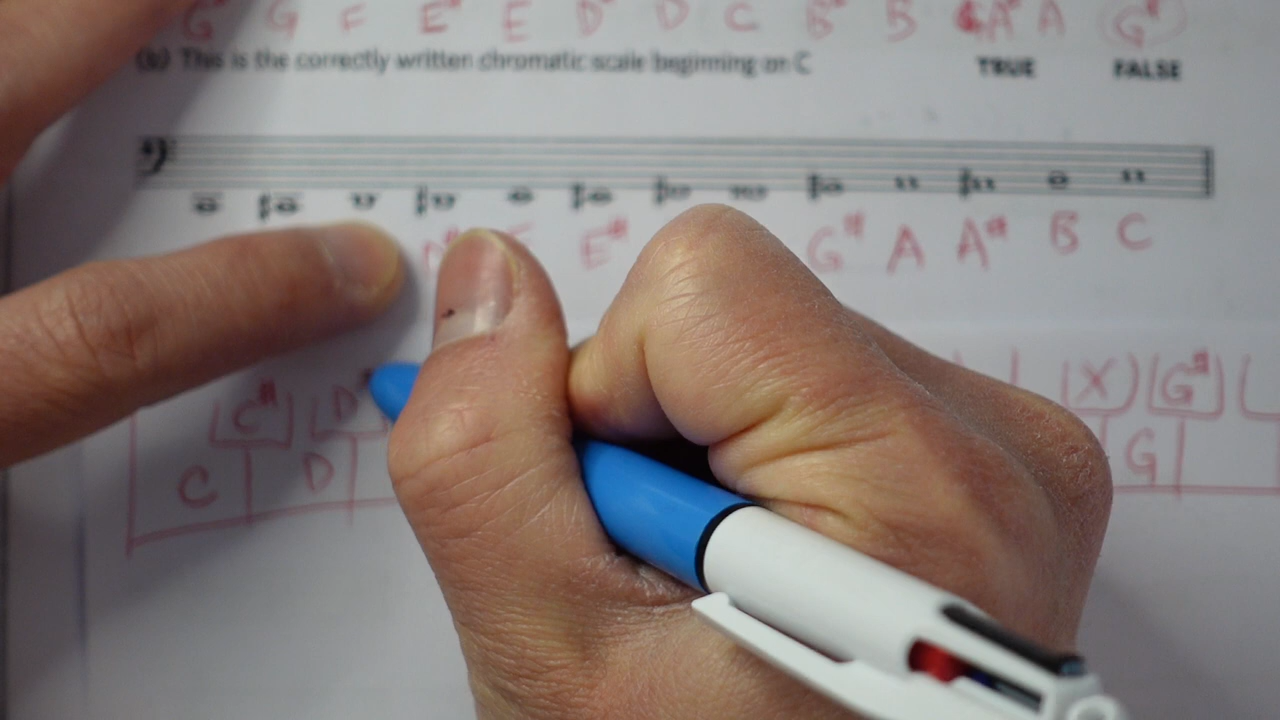 G# G F E# E D# D C B# B A# A G#
(b) This is the correctly written chromatic scale beginning on C TRUE FALSE
D# E E# G# A A# B C
C# D# X G#
C D G